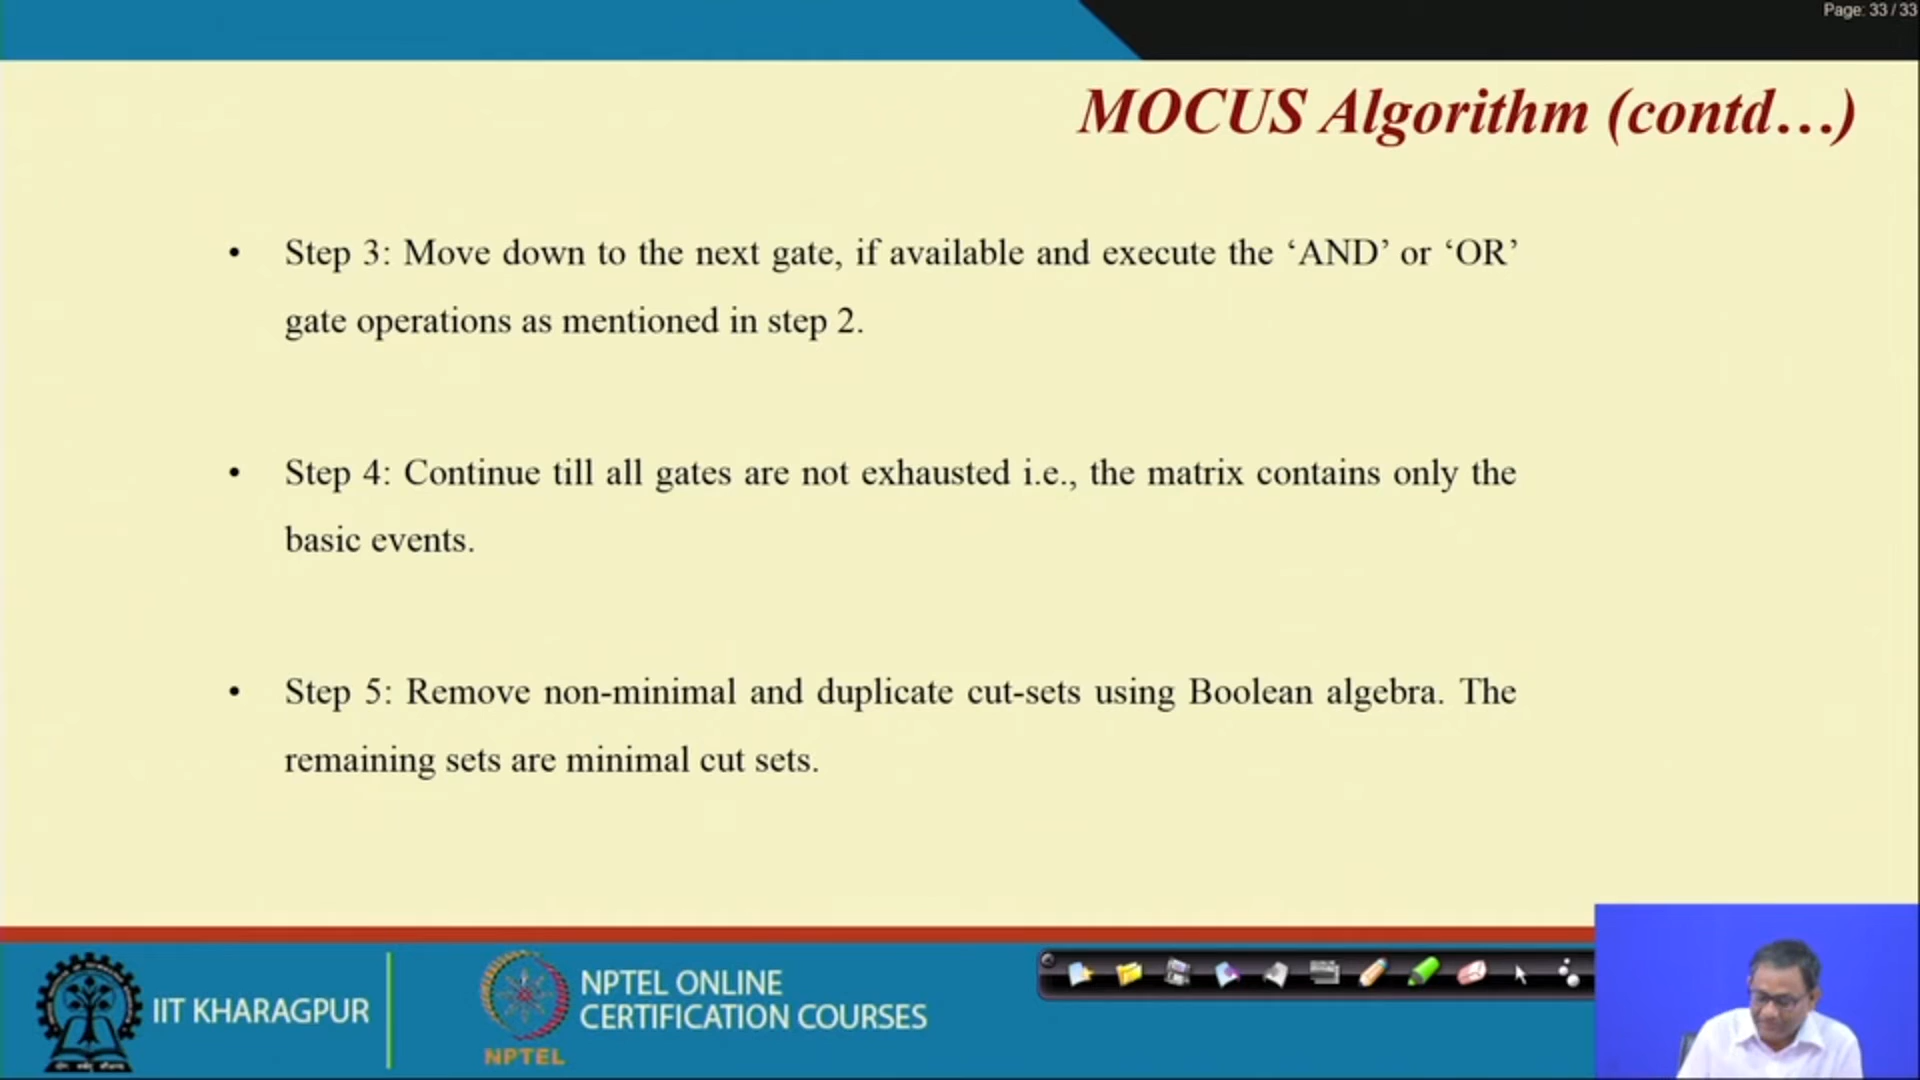 Page: 33 / 33
MOCUS Algorithm (contd…)
• Step 3: Move down to the next gate, if available and execute the ‘AND’ or ‘OR’
gate operations as mentioned in step 2.
• Step 4: Continue till all gates are not exhausted i.e., the matrix contains only the
basic events.
• Step 5: Remove non-minimal and duplicate cut-sets using Boolean algebra. The
remaining sets are minimal cut sets.
IIT KHARAGPUR
NPTEL
NPTEL ONLINE
CERTIFICATION COURSES